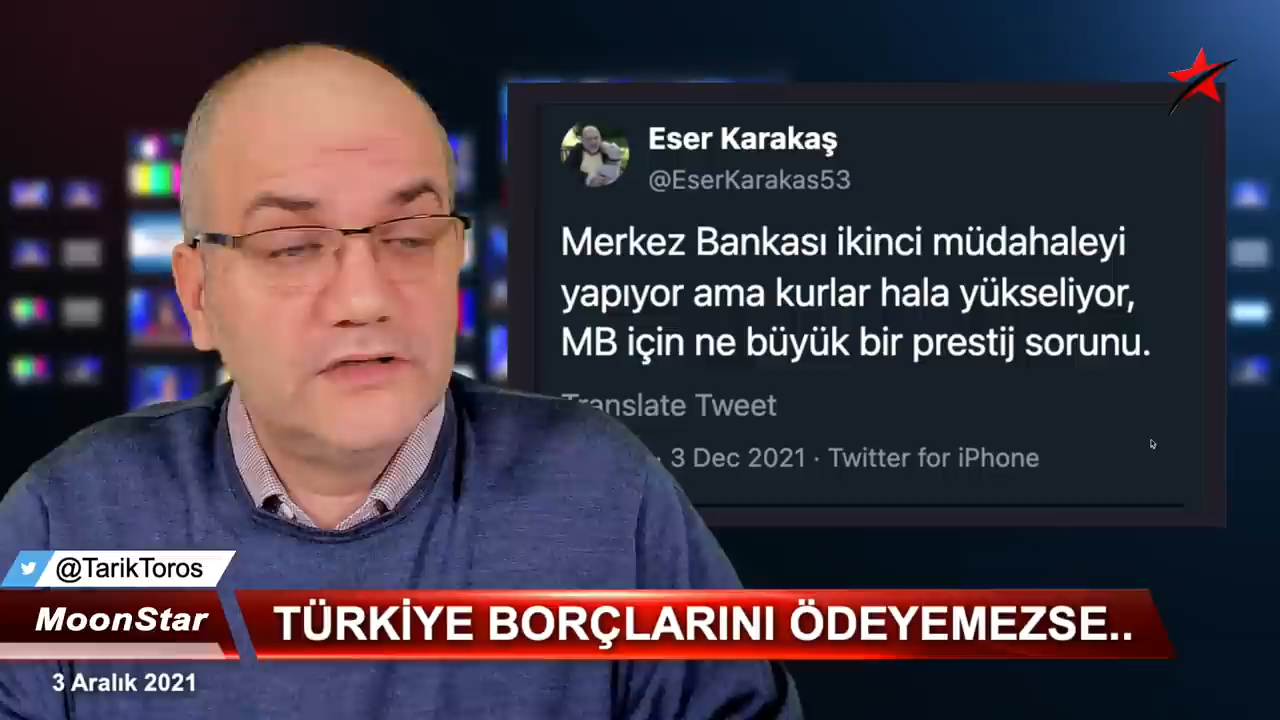 Eser Karakaş
@EserKarakas53
Merkez Bankası ikinci müdahaleyi
yapıyor ama kurlar hala yükseliyor,
MB için ne büyük bir prestij sorunu.
Translate Tweet
· 3 Dec 2021 · Twitter for iPhone
@TarikToros
MoonStar
TÜRKİYE BORÇLARINI ÖDEYEMEZSE..
3 Aralık 2021